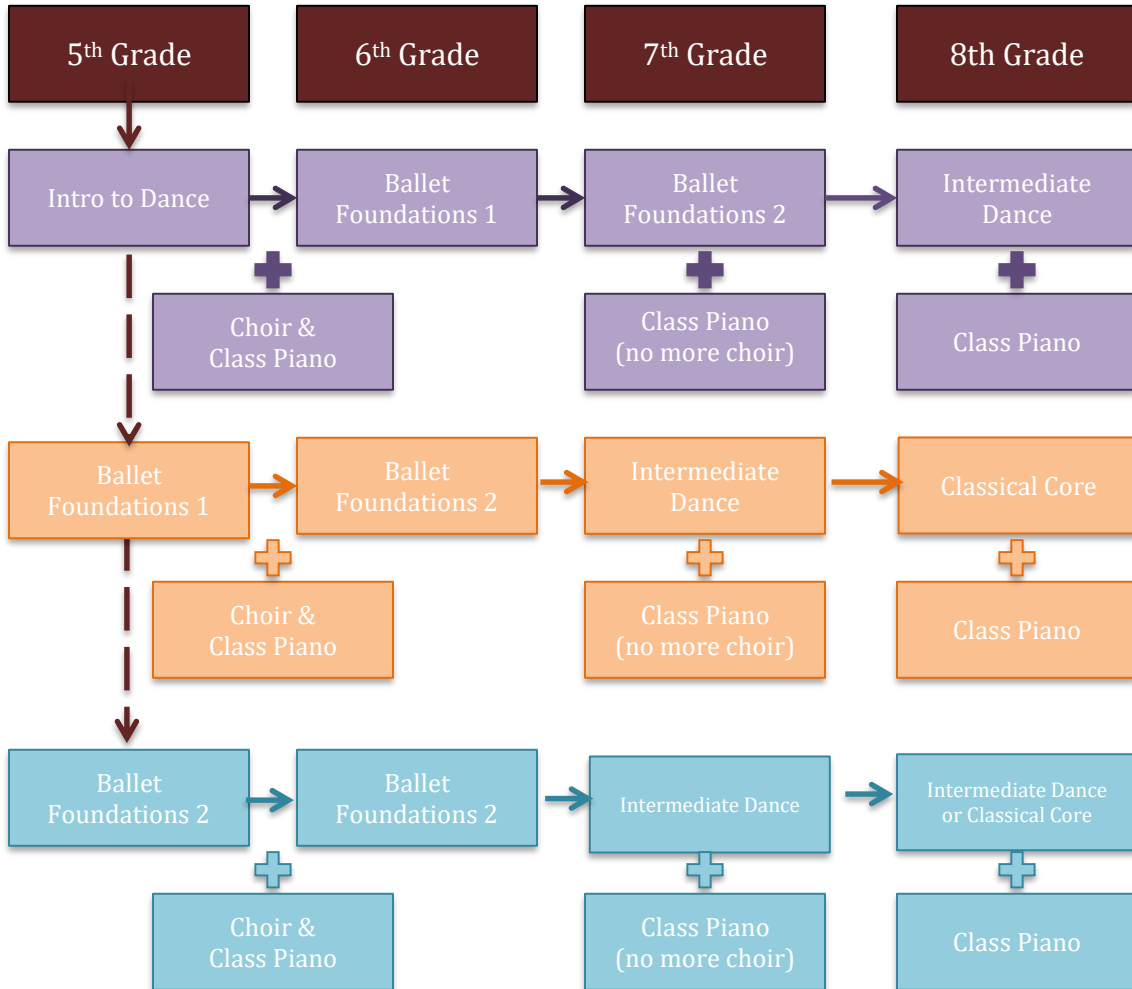 5th Grade
6th Grade
7th Grade
8th Grade
Intro to Dance
Ballet
Foundations 1
Ballet
Foundations 2
Intermediate
Dance
Choir &
Class Piano
Class Piano
(no more choir)
Class Piano
Ballet
Foundations 1
Ballet
Foundations 2
Intermediate
Dance
Classical Core
Choir &
Class Piano
Class Piano
(no more choir)
Class Piano
Ballet
Foundations 2
Ballet
Foundations 2
Intermediate Dance
Intermediate Dance
or Classical Core
Choir &
Class Piano
Class Piano
(no more choir)
Class Piano